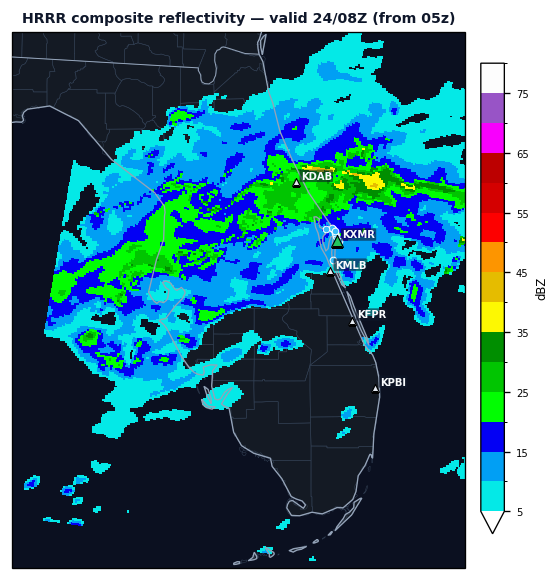 HRRR composite reflectivity — valid 24/08Z (from 05z)
75
65
55
45
35
25
15
5
dBZ
KDAB
KXMR
KMLB
KFPR
KPBI